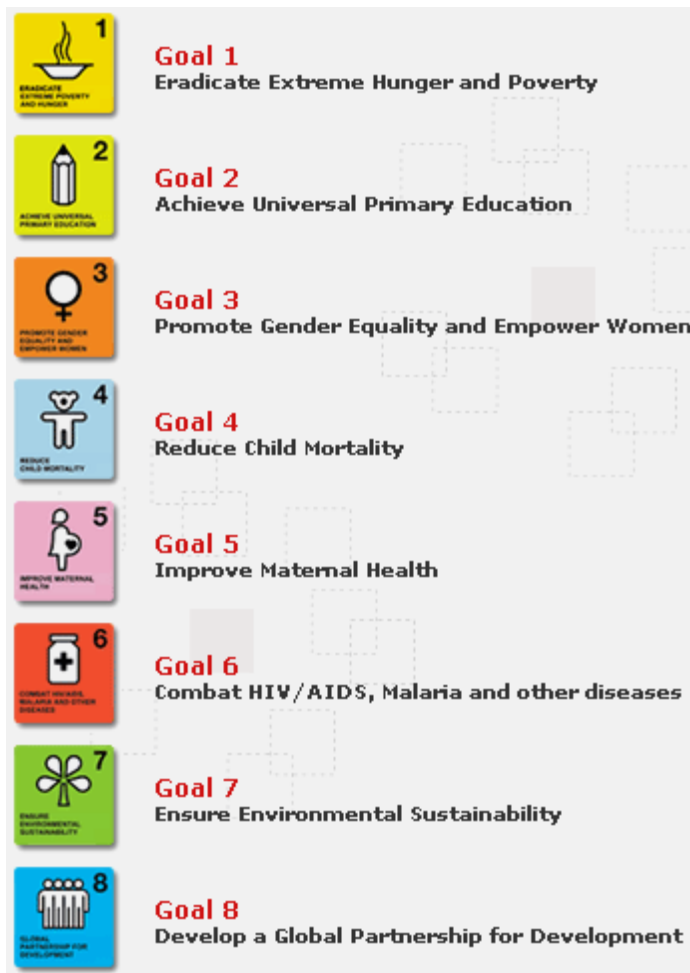 1
ERADICATE
EXTREME POVERTY
AND HUNGER
Goal 1
Eradicate Extreme Hunger and Poverty
2
ACHIEVE UNIVERSAL
PRIMARY EDUCATION
Goal 2
Achieve Universal Primary Education
3
PROMOTE GENDER
EQUALITY AND
EMPOWER WOMEN
Goal 3
Promote Gender Equality and Empower Women
4
REDUCE
CHILD MORTALITY
Goal 4
Reduce Child Mortality
5
IMPROVE MATERNAL
HEALTH
Goal 5
Improve Maternal Health
6
COMBAT HIV/AIDS,
MALARIA AND OTHER
DISEASES
Goal 6
Combat HIV/AIDS, Malaria and other diseases
7
ENSURE
ENVIRONMENTAL
SUSTAINABILITY
Goal 7
Ensure Environmental Sustainability
8
GLOBAL
PARTNERSHIP FOR
DEVELOPMENT
Goal 8
Develop a Global Partnership for Development